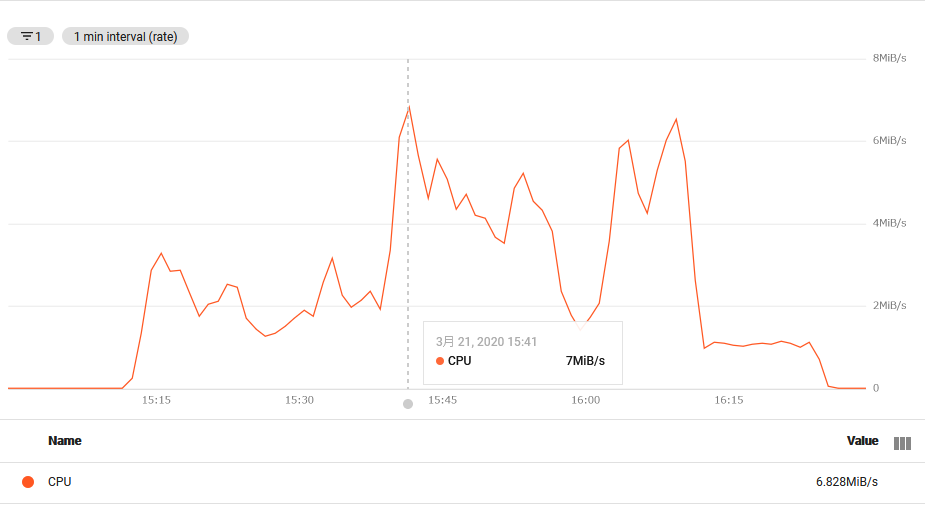 1 1 min interval (rate)
8MiB/s
6MiB/s
4MiB/s
2MiB/s
3月 21, 2020 15:41
CPU 7MiB/s
0
15:15 15:30 15:45 16:00 16:15
Name Value
CPU 6.828MiB/s